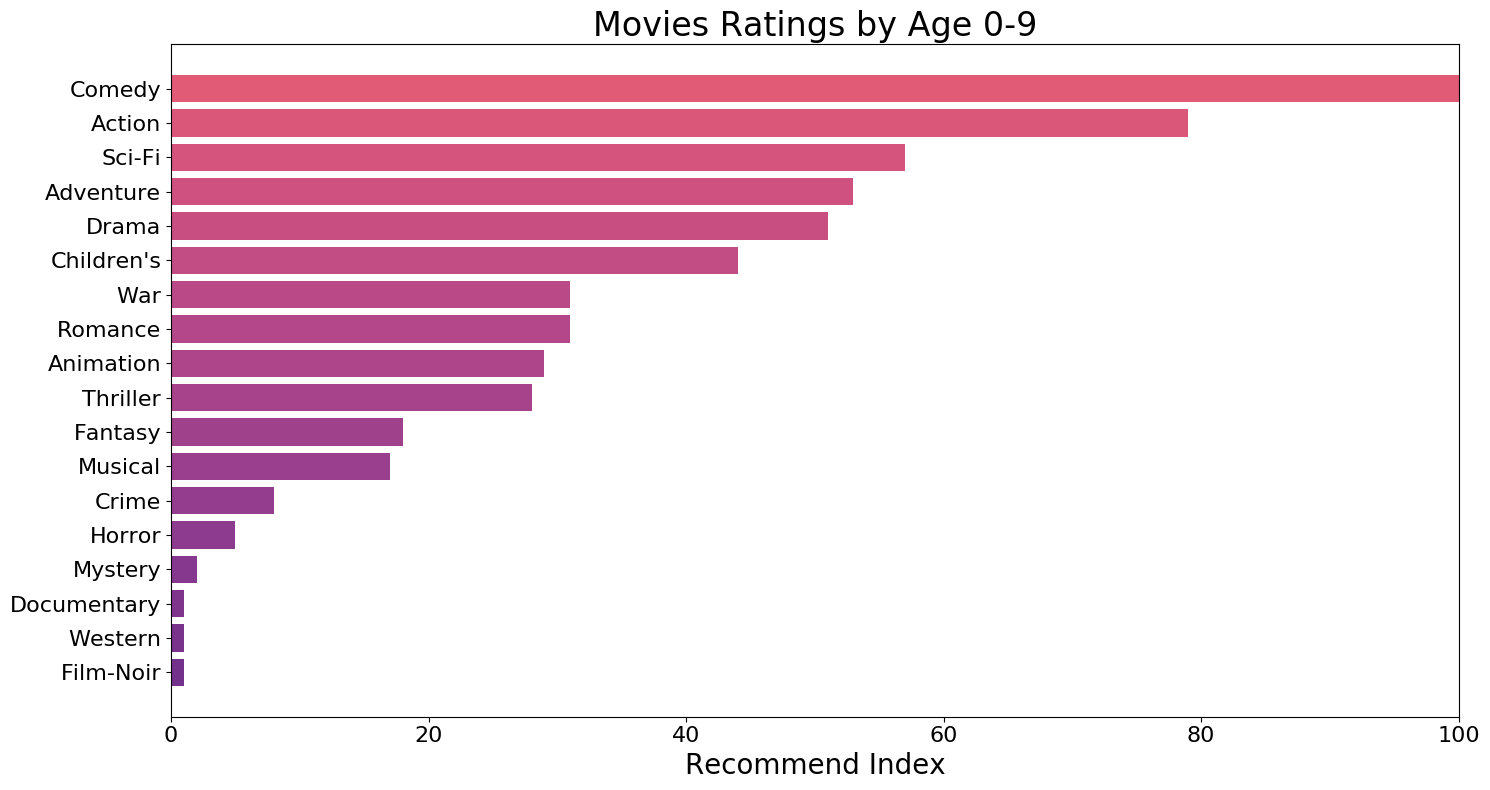 Movies Ratings by Age 0-9
Comedy
Action
Sci-Fi
Adventure
Drama
Children's
War
Romance
Animation
Thriller
Fantasy
Musical
Crime
Horror
Mystery
Documentary
Western
Film-Noir
0 20 40 60 80 100
Recommend Index